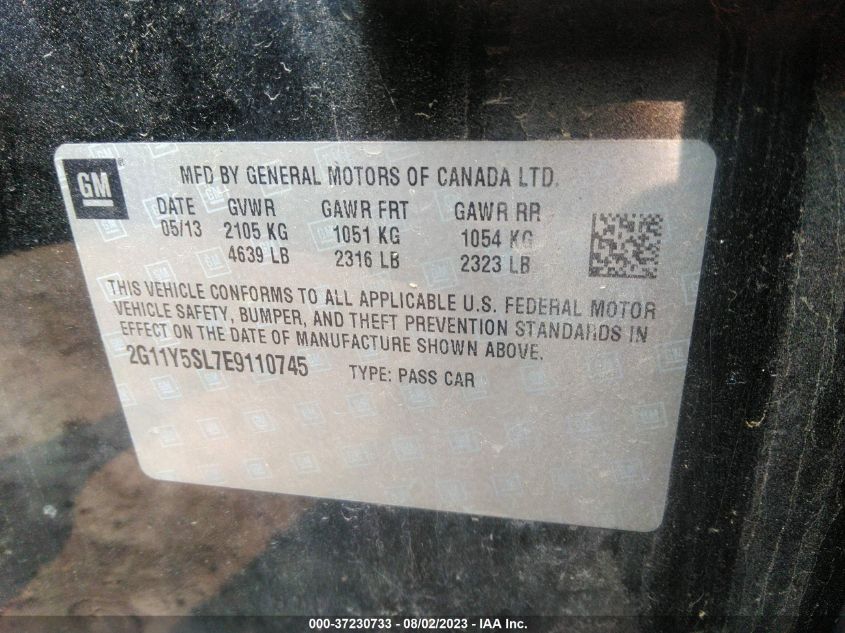 GM ®
MFD BY GENERAL MOTORS OF CANADA LTD.
DATE GVWR GAWR FRT GAWR RR
05/13 2105 KG 1051 KG 1054 KG
4639 LB 2316 LB 2323 LB
THIS VEHICLE CONFORMS TO ALL APPLICABLE U.S. FEDERAL MOTOR
VEHICLE SAFETY, BUMPER, AND THEFT PREVENTION STANDARDS IN
EFFECT ON THE DATE OF MANUFACTURE SHOWN ABOVE.
2G11Y5SL7E9110745 TYPE: PASS CAR
000-37230733 - 08/02/2023 - IAA Inc.